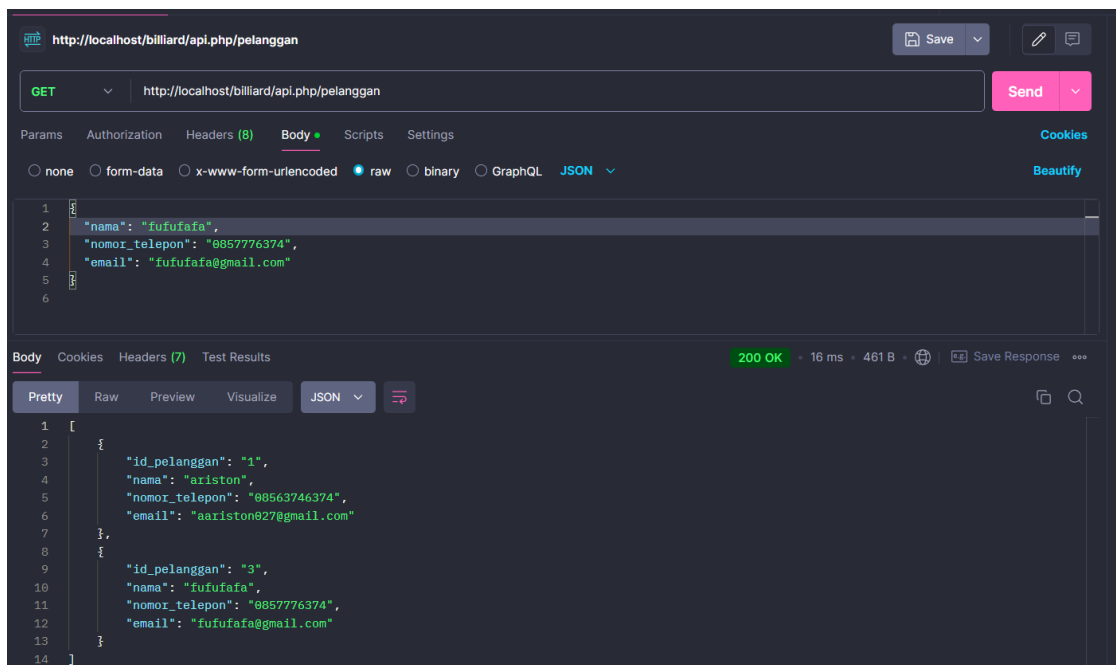 HTTP http://localhost/billiard/api.php/pelanggan Save
GET http://localhost/billiard/api.php/pelanggan Send
Params Authorization Headers (8) Body Scripts Settings Cookies
none form-data x-www-form-urlencoded raw binary GraphQL JSON Beautify
1 {
2 "nama": "fufufafa",
3 "nomor_telepon": "0857776374",
4 "email": "fufufafa@gmail.com"
5 }
6
Body Cookies Headers (7) Test Results 200 OK 16 ms 461 B e.g. Save Response
Pretty Raw Preview Visualize JSON
1 [
2 {
3 "id_pelanggan": "1",
4 "nama": "ariston",
5 "nomor_telepon": "08563746374",
6 "email": "aariston027@gmail.com"
7 },
8 {
9 "id_pelanggan": "3",
10 "nama": "fufufafa",
11 "nomor_telepon": "0857776374",
12 "email": "fufufafa@gmail.com"
13 }
14 ]